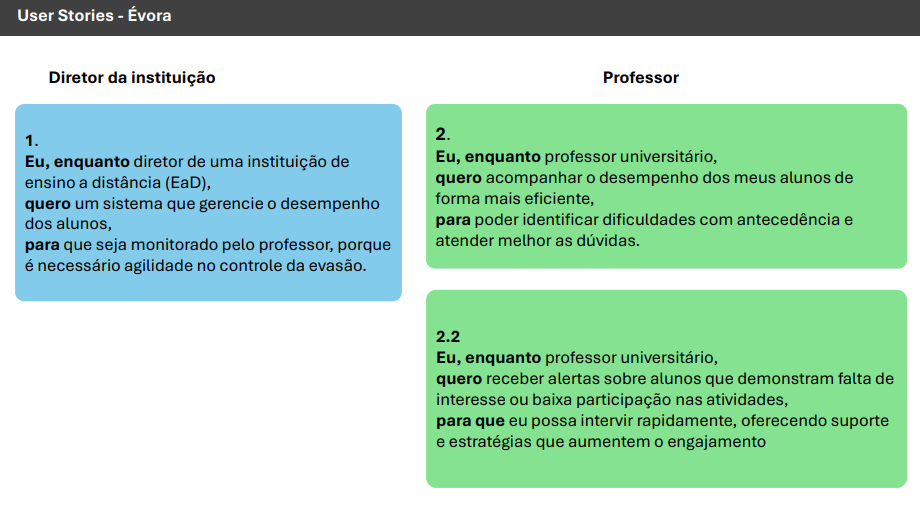 User Stories - Évora
Diretor da instituição
1.
Eu, enquanto diretor de uma instituição de
ensino a distância (EaD),
quero um sistema que gerencie o desempenho
dos alunos,
para que seja monitorado pelo professor, porque
é necessário agilidade no controle da evasão.
Professor
2.
Eu, enquanto professor universitário,
quero acompanhar o desempenho dos meus alunos de
forma mais eficiente,
para poder identificar dificuldades com antecedência e
atender melhor as dúvidas.
2.2
Eu, enquanto professor universitário,
quero receber alertas sobre alunos que demonstram falta de
interesse ou baixa participação nas atividades,
para que eu possa intervir rapidamente, oferecendo suporte
e estratégias que aumentem o engajamento